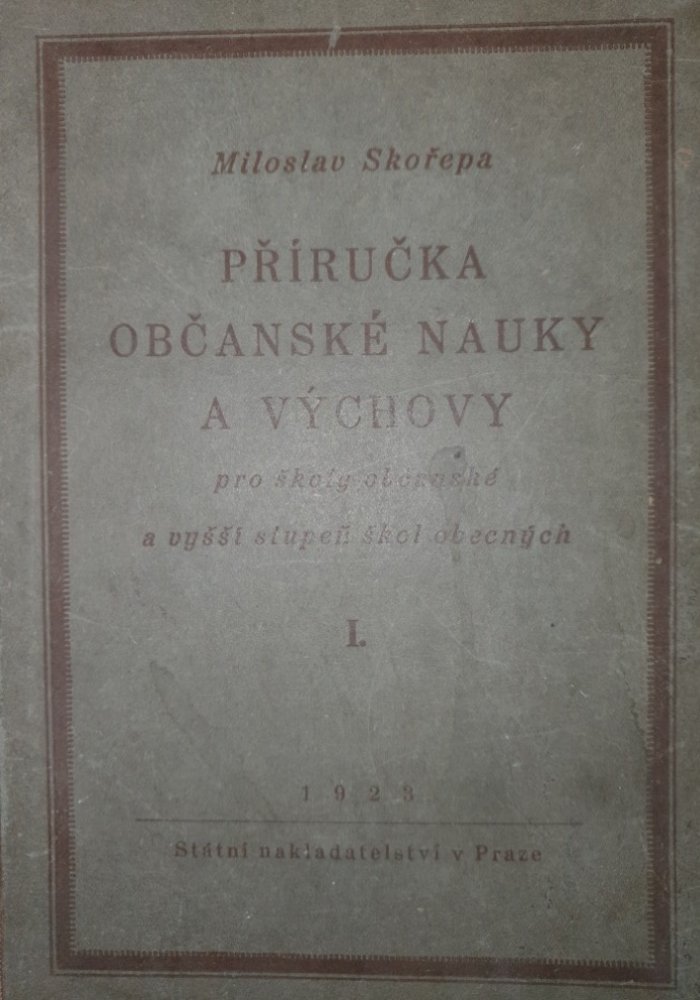 Miloslav Skořepa
PŘÍRUČKA
OBČANSKÉ NAUKY
A VÝCHOVY
pro školy občanské
a vyšší stupeň škol obecných
I.
1923
Státní nakladatelství v Praze